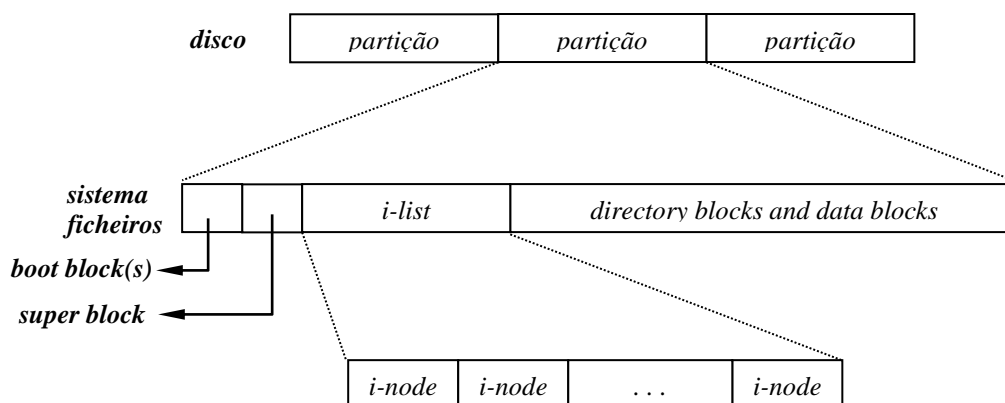 disco partição partição partição
sistema ficheiros i-list directory blocks and data blocks
boot block(s)
super block
i-node i-node . . . i-node